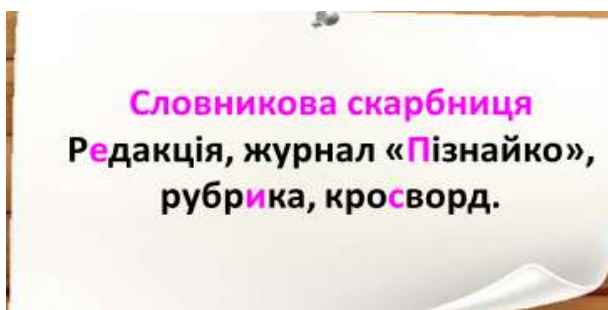 Словникова скарбниця
Редакція, журнал «Пізнайко»,
рубрика, кросворд.